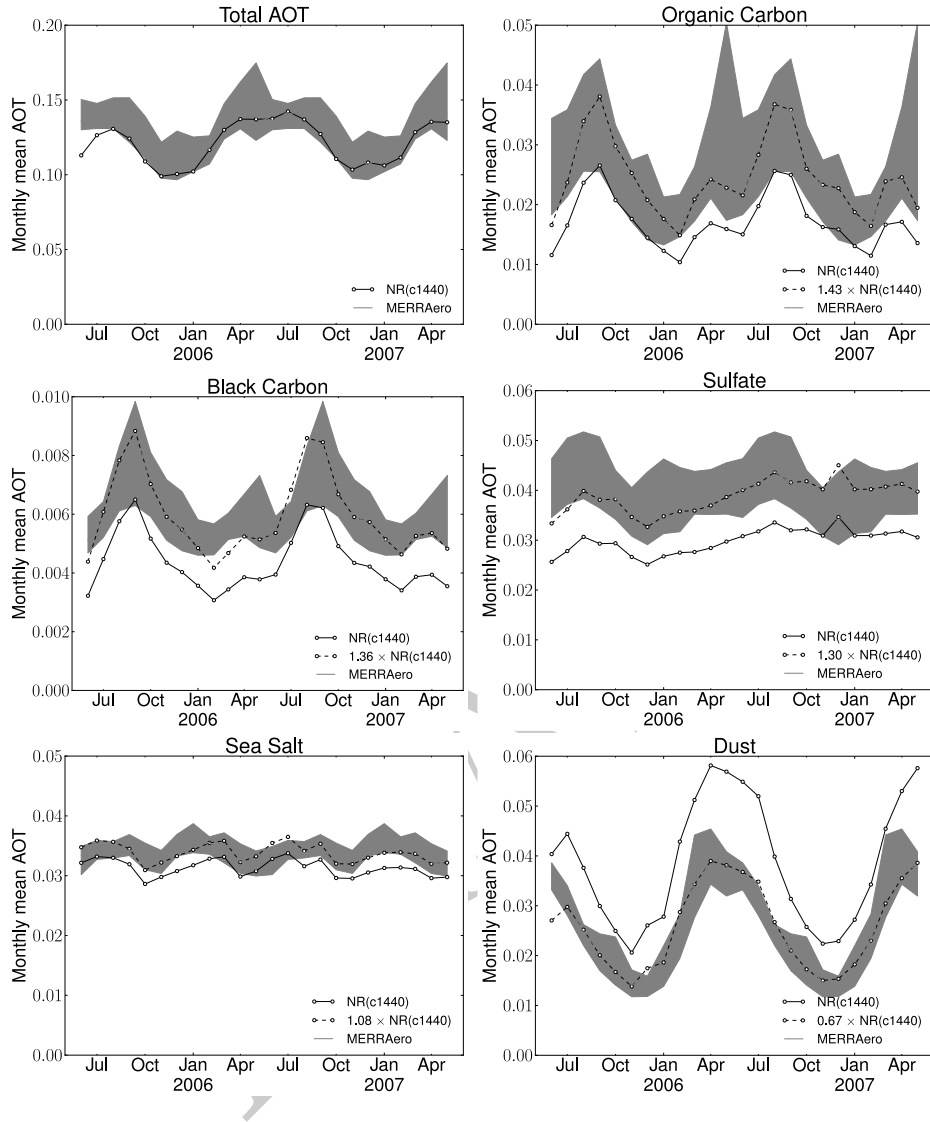 Total AOT
Monthly mean AOT
0.20
0.15
0.10
0.05
0.00
NR(c1440)
MERRAero
Jul Oct Jan Apr Jul Oct Jan Apr
2006 2007
Organic Carbon
Monthly mean AOT
0.05
0.04
0.03
0.02
0.01
0.00
NR(c1440)
1.43 × NR(c1440)
MERRAero
Jul Oct Jan Apr Jul Oct Jan Apr
2006 2007
Black Carbon
Monthly mean AOT
0.010
0.008
0.006
0.004
0.002
0.000
NR(c1440)
1.36 × NR(c1440)
MERRAero
Jul Oct Jan Apr Jul Oct Jan Apr
2006 2007
Sulfate
Monthly mean AOT
0.06
0.05
0.04
0.03
0.02
0.01
0.00
NR(c1440)
1.30 × NR(c1440)
MERRAero
Jul Oct Jan Apr Jul Oct Jan Apr
2006 2007
Sea Salt
Monthly mean AOT
0.05
0.04
0.03
0.02
0.01
0.00
NR(c1440)
1.08 × NR(c1440)
MERRAero
Jul Oct Jan Apr Jul Oct Jan Apr
2006 2007
Dust
Monthly mean AOT
0.06
0.05
0.04
0.03
0.02
0.01
0.00
NR(c1440)
0.67 × NR(c1440)
MERRAero
Jul Oct Jan Apr Jul Oct Jan Apr
2006 2007